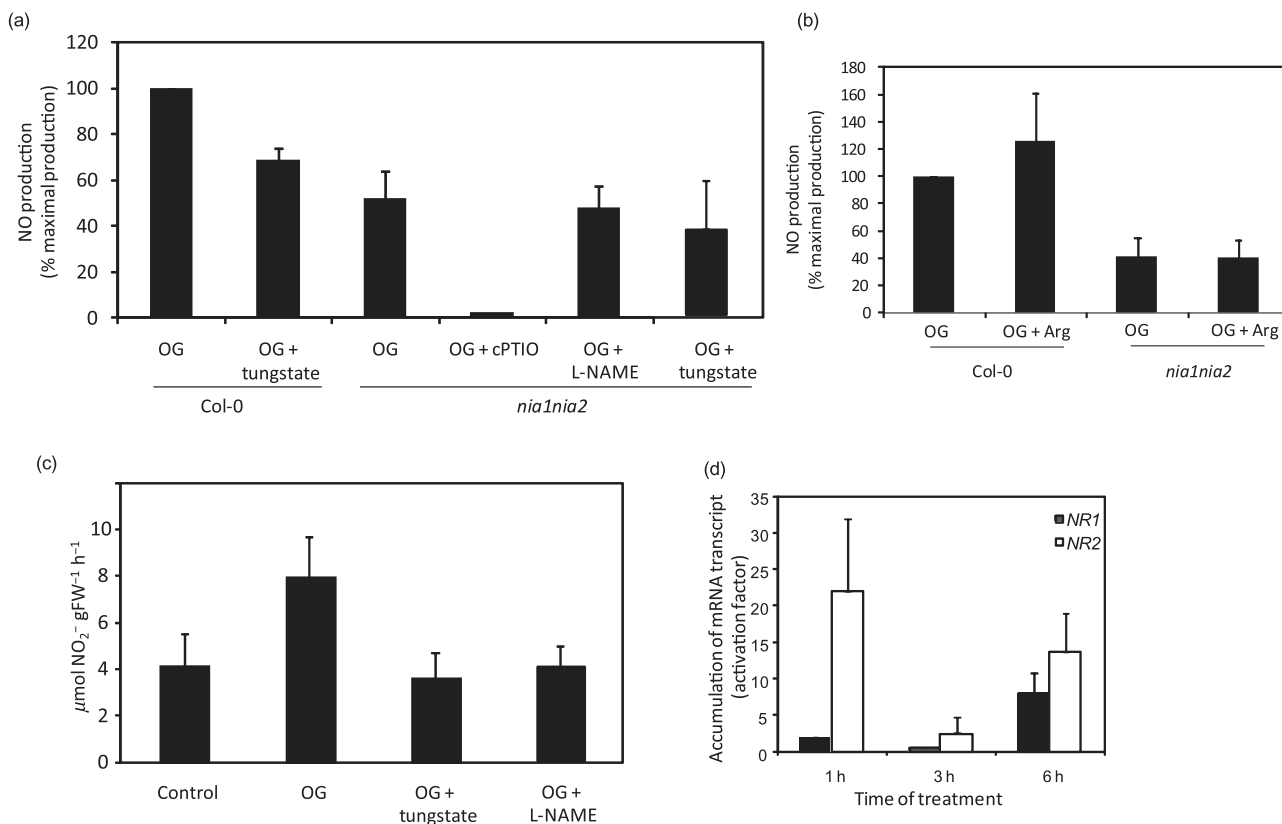 (a)
120
100
80
60
40
20
0
NO production
(% maximal production)
OG
OG +
tungstate
OG
OG + cPTIO
OG +
L-NAME
OG +
tungstate
Col-0
nia1nia2
(b)
180
160
140
120
100
80
60
40
20
0
NO production
(% maximal production)
OG
OG + Arg
OG
OG + Arg
Col-0
nia1nia2
(c)
10
8
6
4
2
0
µmol NO₂⁻ gFW⁻¹ h⁻¹
Control
OG
OG +
tungstate
OG +
L-NAME
(d)
35
30
25
20
15
10
5
0
Accumulation of mRNA transcript
(activation factor)
NR1
NR2
1 h
3 h
6 h
Time of treatment